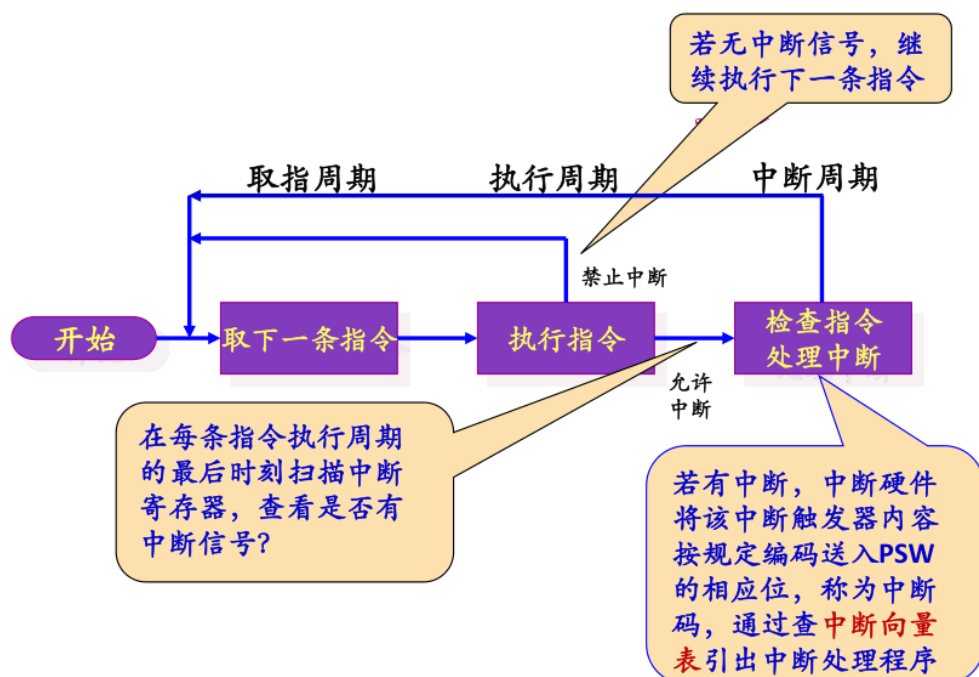 若无中断信号，继
续执行下一条指令
取指周期
执行周期
中断周期
禁止中断
开始
取下一条指令
执行指令
检查指令
处理中断
允许
中断
在每条指令执行周期
的最后时刻扫描中断
寄存器，查看是否有
中断信号？
若有中断，中断硬件
将该中断触发器内容
按规定编码送入PSW
的相应位，称为中断
码，通过查中断向量
表引出中断处理程序